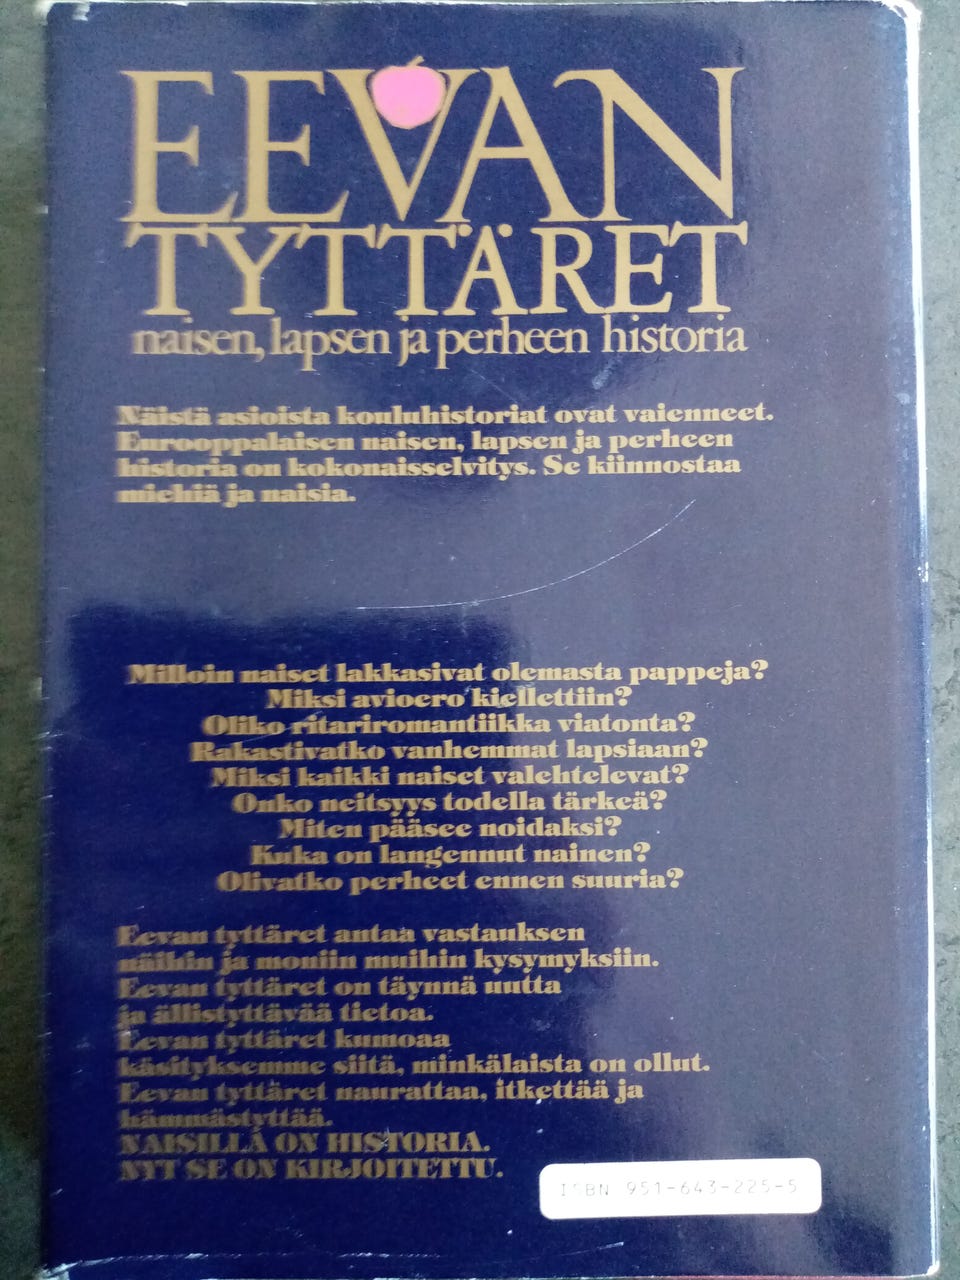 EEVAN
TYTTÄRET
naisen, lapsen ja perheen historia
Näistä asioista kouluhistoriat ovat vaienneet.
Eurooppalaisen naisen, lapsen ja perheen
historia on kokonaisselvitys. Se kiinnostaa
miehiä ja naisia.
Milloin naiset lakkasivat olemasta pappeja?
Miksi avioero kiellettiin?
Oliko ritariromantiikka viatonta?
Rakastivatko vanhemmat lapsiaan?
Miksi kaikki naiset valehtelevat?
Onko neitsyys todella tärkeä?
Miten pääsee noidaksi?
Kuka on langennut nainen?
Olivatko perheet ennen suuria?
Eevan tyttäret antaa vastauksen
näihin ja moniin muihin kysymyksiin.
Eevan tyttäret on täynnä uutta
ja ällistyttävää tietoa.
Eevan tyttäret kumoaa
käsityksemme siitä, minkälaista on ollut.
Eevan tyttäret naurattaa, itkettää ja
hämmästyttää.
NAISILLA ON HISTORIA.
NYT SE ON KIRJOITETTU.
ISBN 951-643-225-5